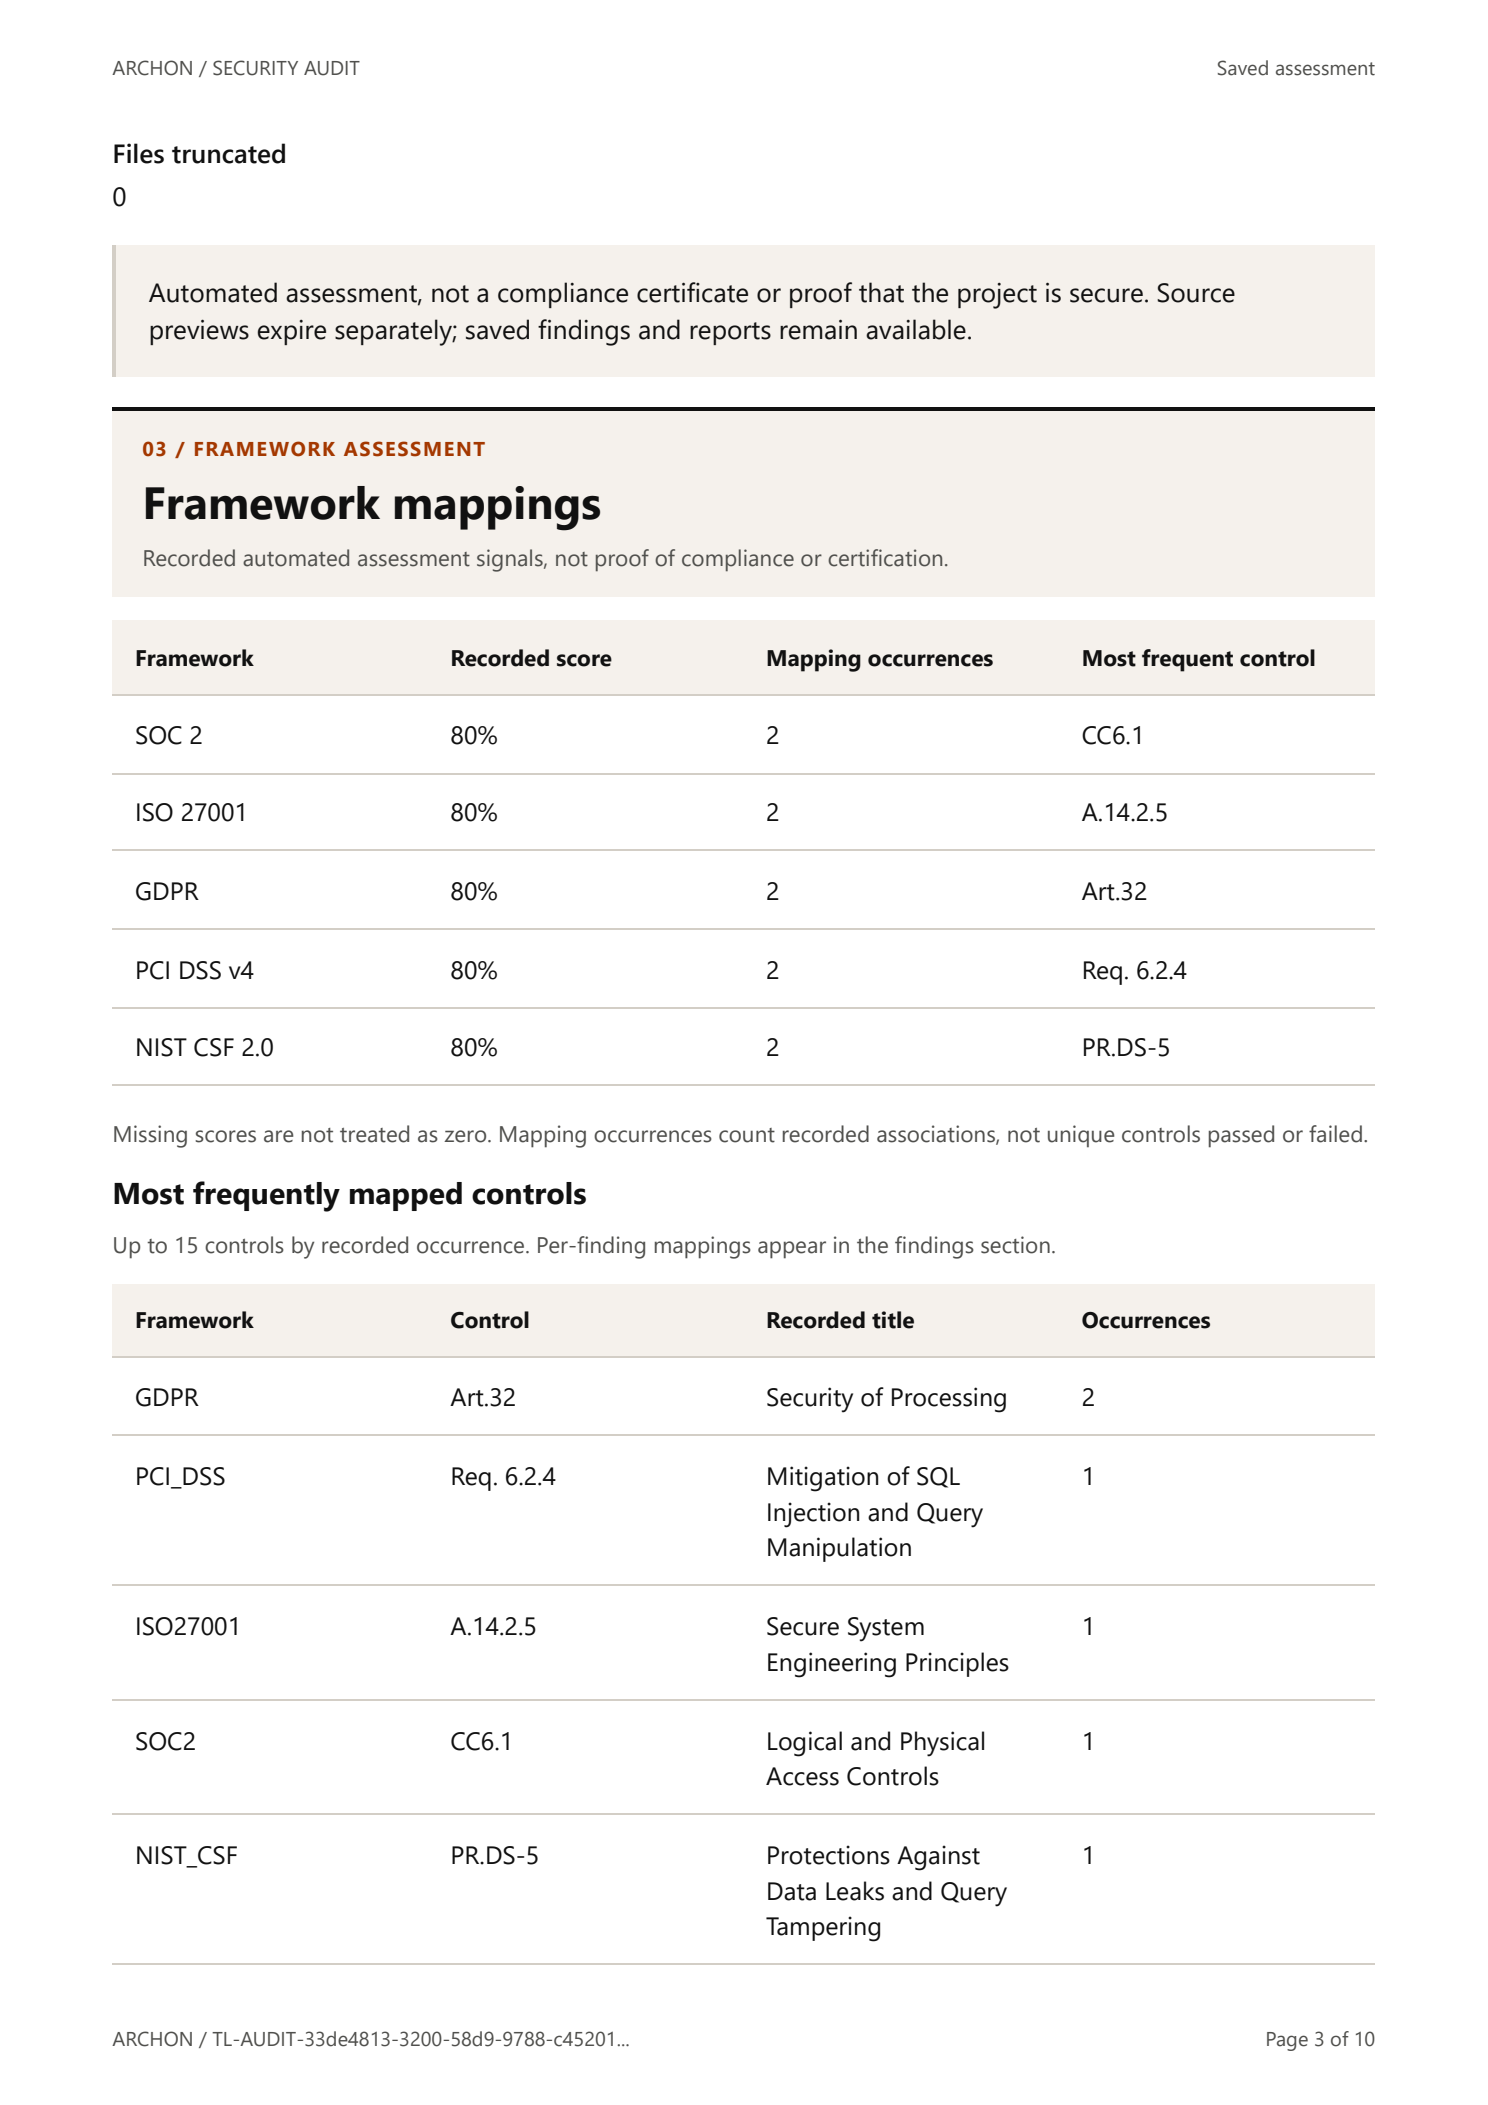 ARCHON / SECURITY AUDIT Saved assessment
Files truncated
0
Automated assessment, not a compliance certificate or proof that the project is secure. Source
previews expire separately; saved findings and reports remain available.
03 / FRAMEWORK ASSESSMENT
Framework mappings
Recorded automated assessment signals, not proof of compliance or certification.
Framework Recorded score Mapping occurrences Most frequent control
SOC 2 80% 2 CC6.1
ISO 27001 80% 2 A.14.2.5
GDPR 80% 2 Art.32
PCI DSS v4 80% 2 Req. 6.2.4
NIST CSF 2.0 80% 2 PR.DS-5
Missing scores are not treated as zero. Mapping occurrences count recorded associations, not unique controls passed or failed.
Most frequently mapped controls
Up to 15 controls by recorded occurrence. Per-finding mappings appear in the findings section.
Framework Control Recorded title Occurrences
GDPR Art.32 Security of Processing 2
PCI_DSS Req. 6.2.4 Mitigation of SQL 1
Injection and Query
Manipulation
ISO27001 A.14.2.5 Secure System 1
Engineering Principles
SOC2 CC6.1 Logical and Physical 1
Access Controls
NIST_CSF PR.DS-5 Protections Against 1
Data Leaks and Query
Tampering
ARCHON / TL-AUDIT-33de4813-3200-58d9-9788-c45201... Page 3 of 10